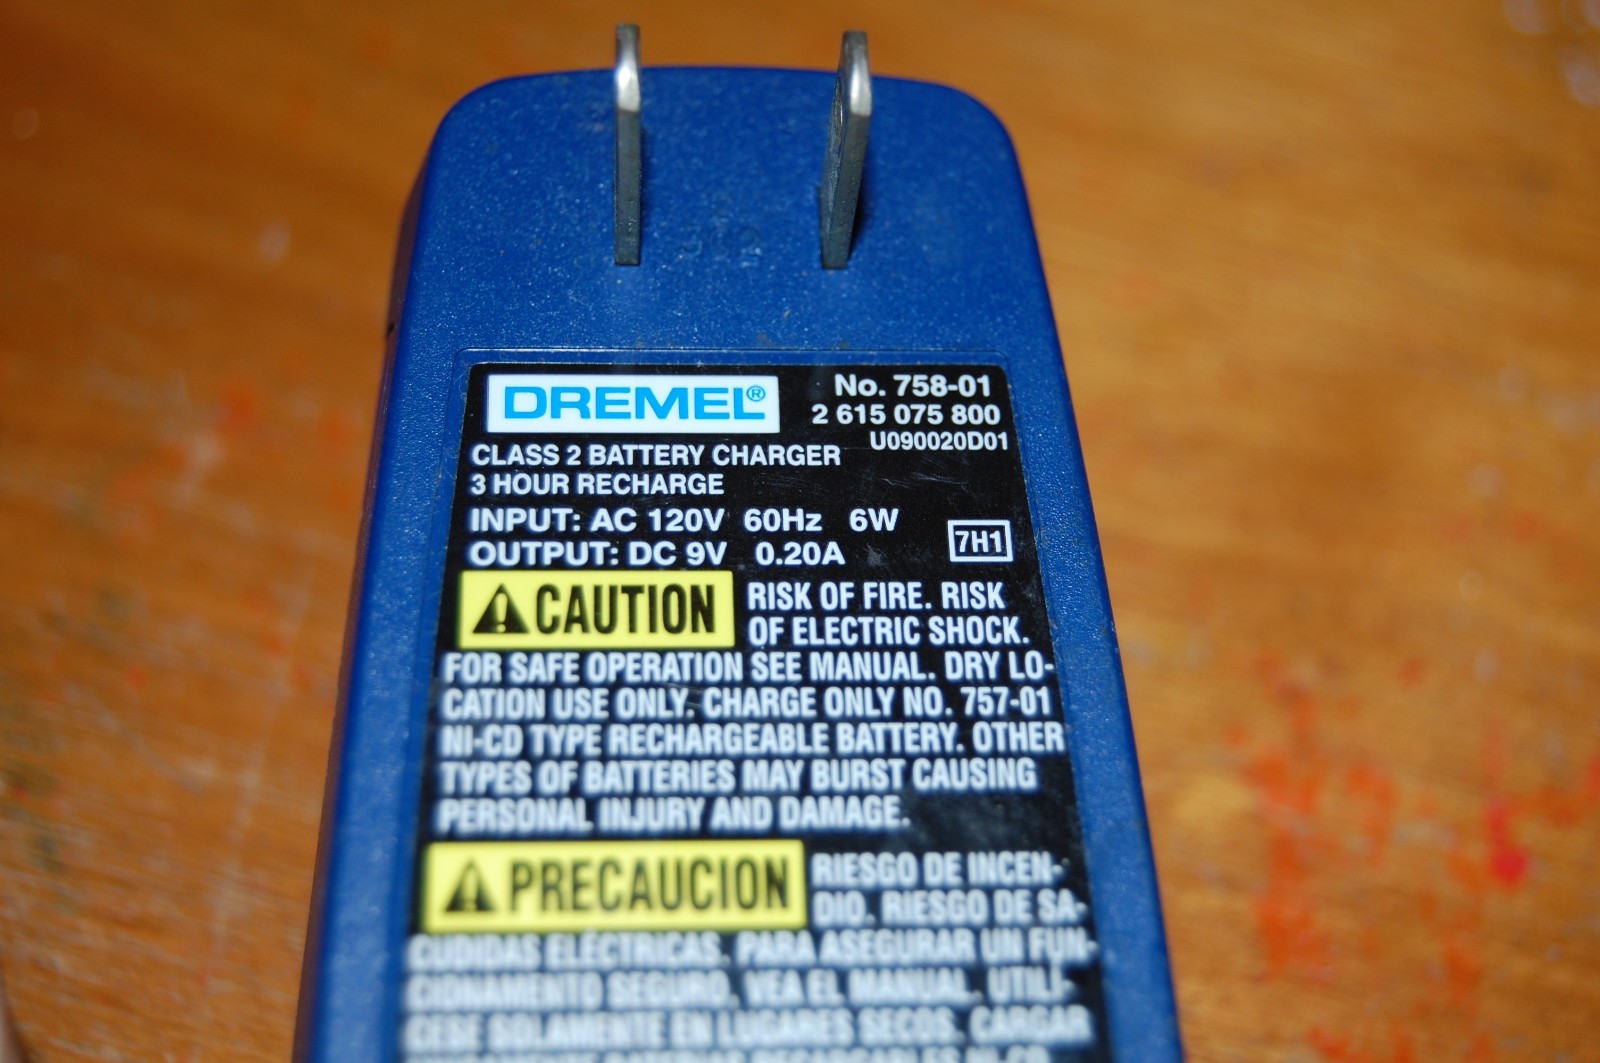 302
DREMEL®
No. 758-01
2 615 075 800
U090020D01
CLASS 2 BATTERY CHARGER
3 HOUR RECHARGE
INPUT: AC 120V 60Hz 6W
OUTPUT: DC 9V 0.20A
7H1
CAUTION RISK OF FIRE. RISK
OF ELECTRIC SHOCK.
FOR SAFE OPERATION SEE MANUAL. DRY LO-
CATION USE ONLY. CHARGE ONLY NO. 757-01
NI-CD TYPE RECHARGEABLE BATTERY. OTHER
TYPES OF BATTERIES MAY BURST CAUSING
PERSONAL INJURY AND DAMAGE.
PRECAUCION RIESGO DE INCEN-
DIO. RIESGO DE SA-
CUDIDAS ELÉCTRICAS. PARA ASEGURAR UN FUN-
CIONAMIENTO SEGURO, VEA EL MANUAL. UTILÍ-
CESE SOLAMENTE EN LUGARES SECOS. CARGAR